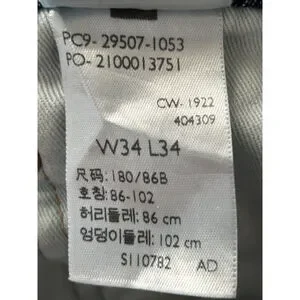 PC9-29507-1053
PO-2100013751
CW-1922
404309
W34 L34
尺码: 180/86B
호칭: 86-102
허리둘레: 86 cm
엉덩이둘레: 102 cm
S110782 AD